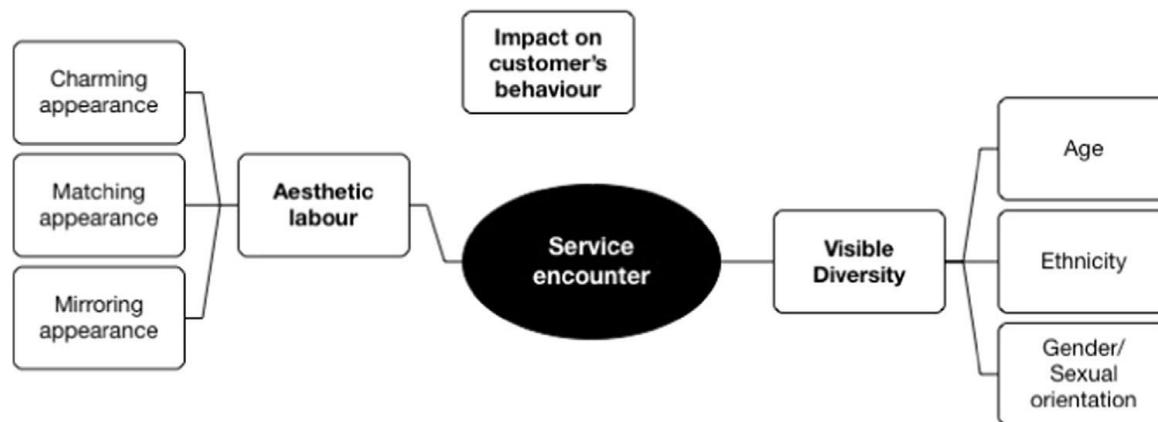 Impact on
customer's
behaviour
Charming
appearance
Matching
appearance
Mirroring
appearance
Aesthetic
labour
Service
encounter
Visible
Diversity
Age
Ethnicity
Gender/
Sexual
orientation